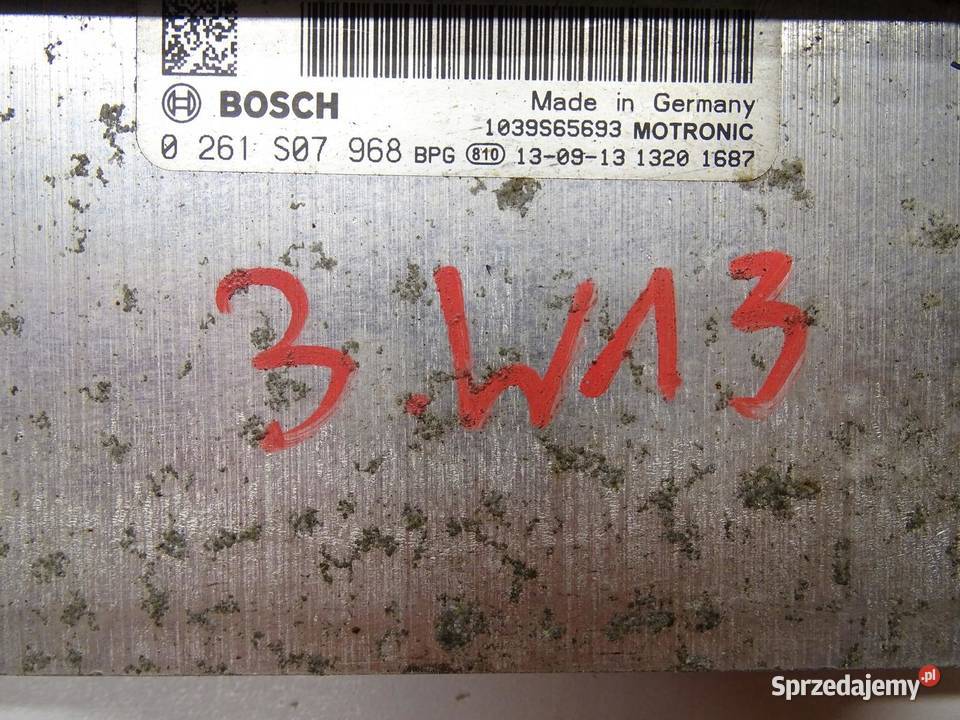 BOSCH Made in Germany
1039S65693 MOTRONIC
0 261 S07 968 BPG 810 13-09-13 1320 1687
3.W13
Sprzedajemy.pl